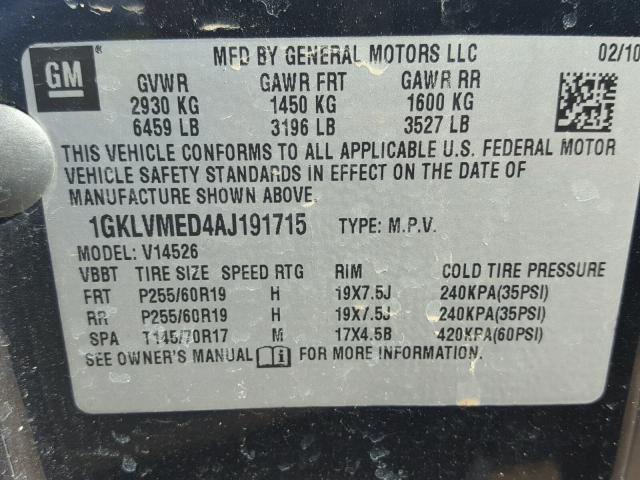 GM ® MFD BY GENERAL MOTORS LLC 02/10
GVWR GAWR FRT GAWR RR
2930 KG 1450 KG 1600 KG
6459 LB 3196 LB 3527 LB
THIS VEHICLE CONFORMS TO ALL APPLICABLE U.S. FEDERAL MOTOR
VEHICLE SAFETY STANDARDS IN EFFECT ON THE DATE OF
MANUFACTURE SHOWN ABOVE.
1GKLVMED4AJ191715 TYPE: M.P.V.
MODEL: V14526
VBBT TIRE SIZE SPEED RTG RIM COLD TIRE PRESSURE
FRT P255/60R19 H 19X7.5J 240KPA(35PSI)
RR P255/60R19 H 19X7.5J 240KPA(35PSI)
SPA T145/70R17 M 17X4.5B 420KPA(60PSI)
SEE OWNER'S MANUAL FOR MORE INFORMATION.